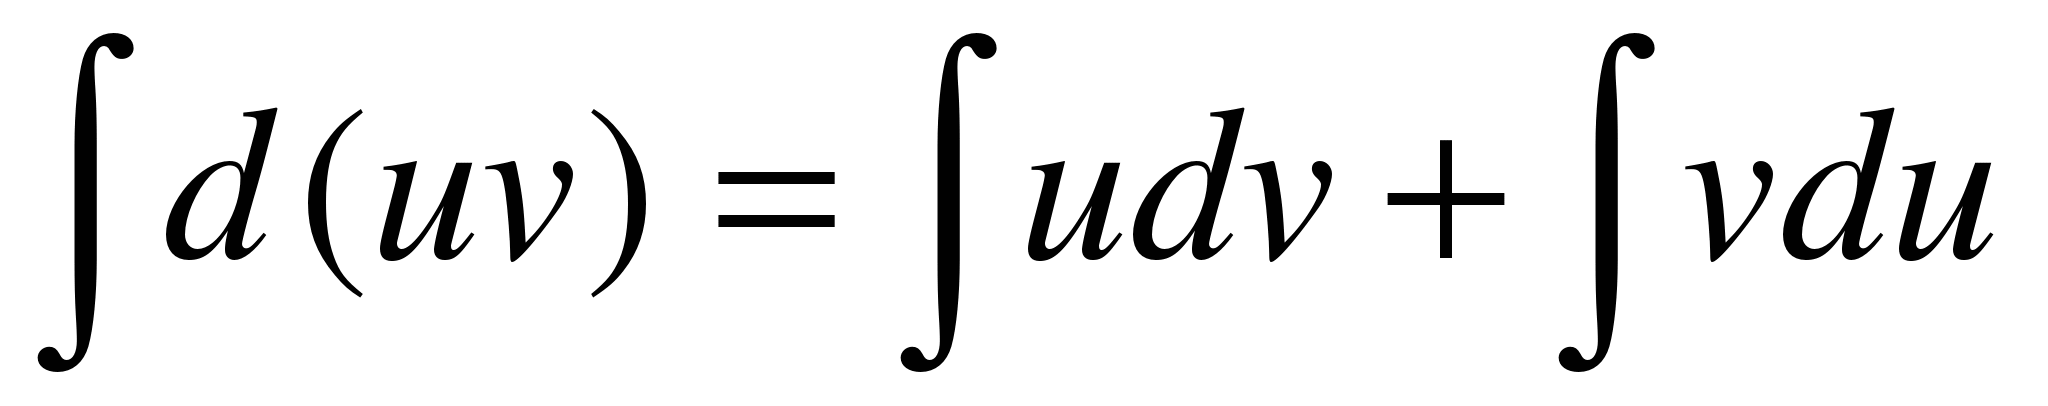 ∫d(uv) = ∫udv + ∫vdu